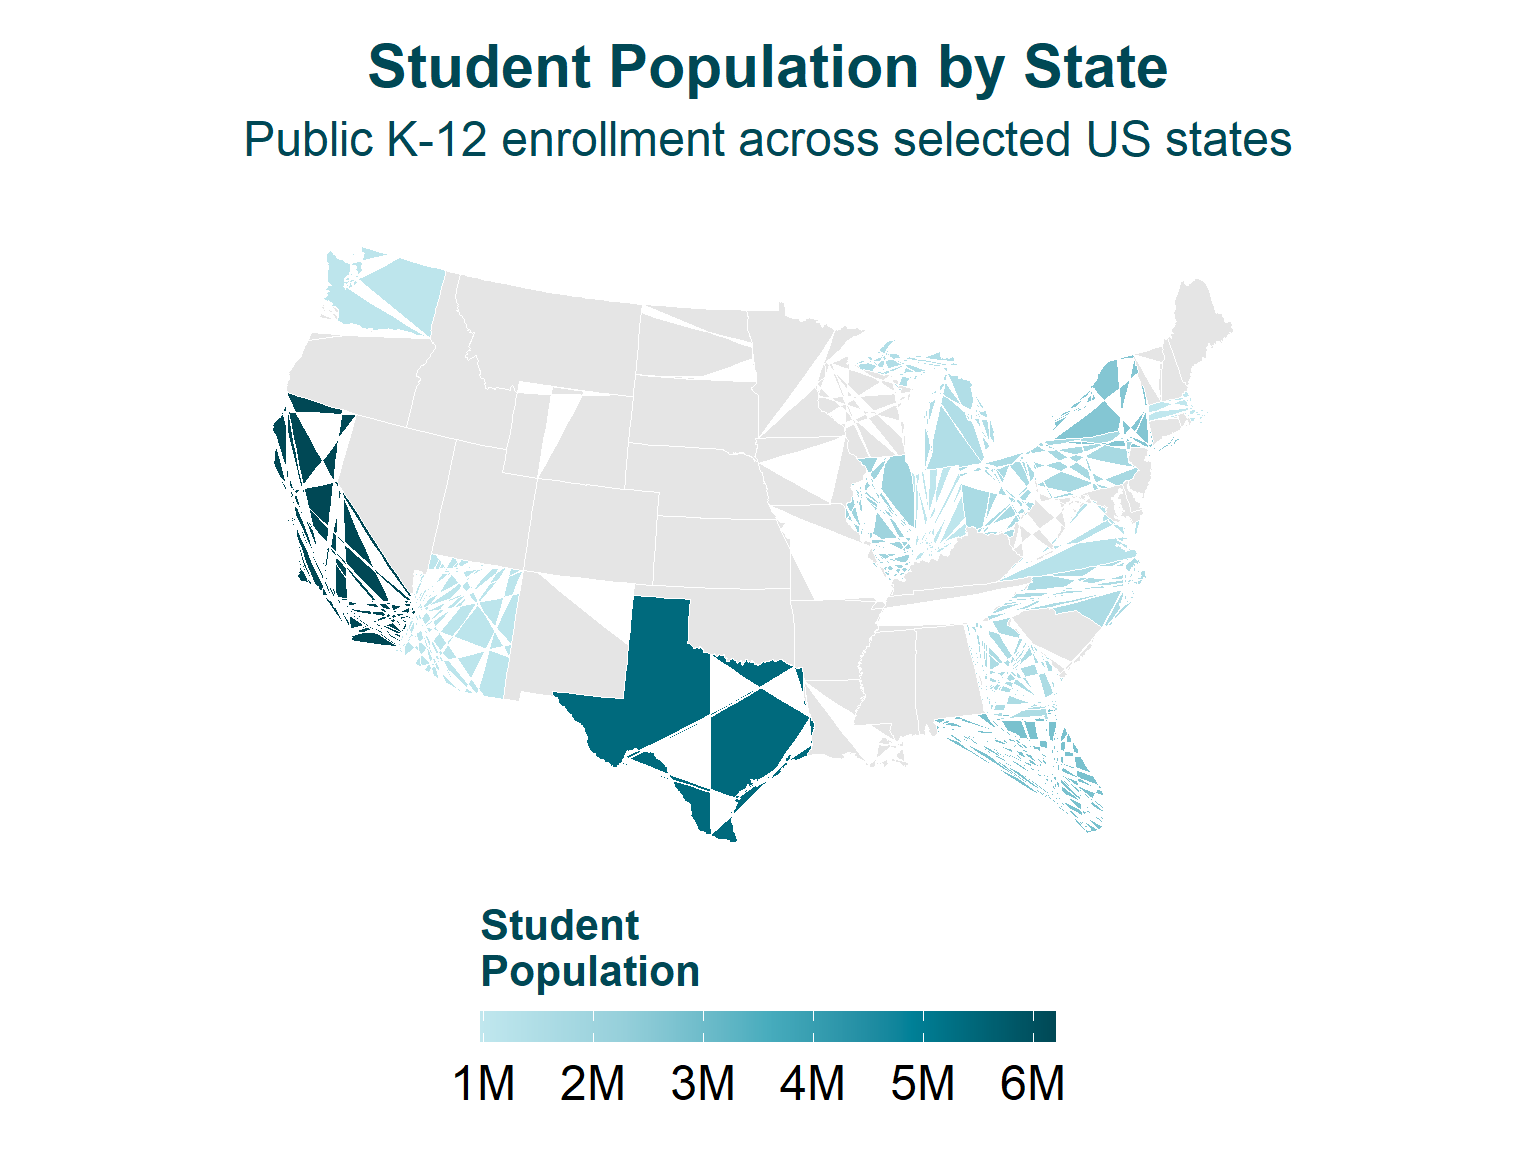 Student Population by State
Public K-12 enrollment across selected US states
Student
Population
1M 2M 3M 4M 5M 6M